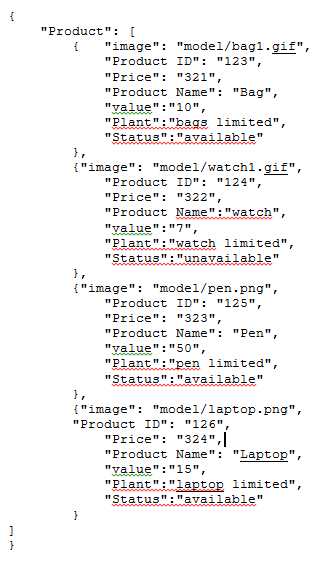 {
"Product": [
{ "image": "model/bag1.gif",
"Product ID": "123",
"Price": "321",
"Product Name": "Bag",
"value":"10",
"Plant":"bags limited",
"Status":"available"
},
{"image": "model/watch1.gif",
"Product ID": "124",
"Price": "322",
"Product Name":"watch",
"value":"7",
"Plant":"watch limited",
"Status":"unavailable"
},
{"image": "model/pen.png",
"Product ID": "125",
"Price": "323",
"Product Name": "Pen",
"value":"50",
"Plant":"pen limited",
"Status":"available"
},
{"image": "model/laptop.png",
"Product ID": "126",
"Price": "324",
"Product Name": "Laptop",
"value":"15",
"Plant":"laptop limited",
"Status":"available"
}
]
}